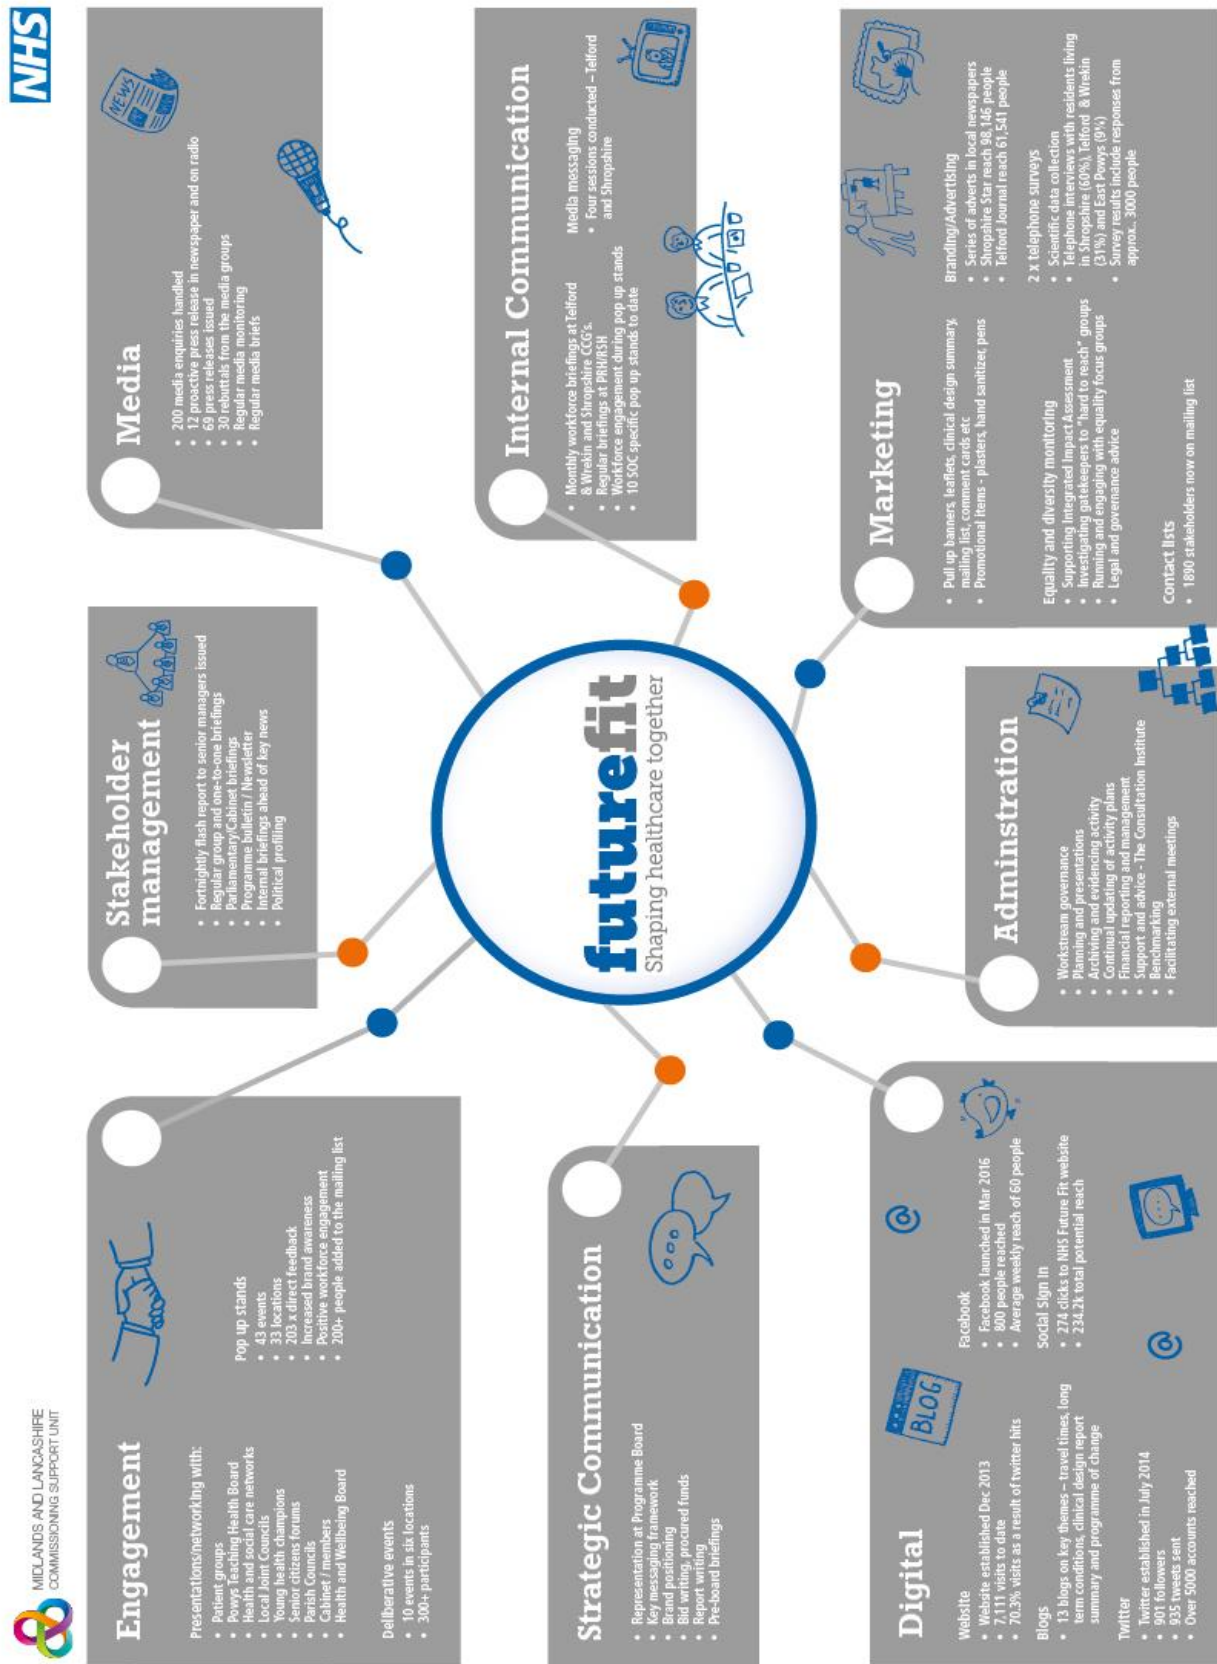 MIDLANDS AND LANCASHIRE
COMMISSIONING SUPPORT UNIT
NHS
Engagement
Presentations/networking with:
• Patient groups
• Powys Teaching Health Board
• Health and social care networks
• Local Joint Councils
• Young health champions
• Senior citizens forums
• Parish Councils
• Cabinet / members
• Health and Wellbeing Board
Deliberative events
• 10 events in six locations
• 300+ participants
Pop up stands
• 43 events
• 33 locations
• 203 x direct feedback
• Increased brand awareness
• Positive workforce engagement
• 200+ people added to the mailing list
Stakeholder
management
• Fortnightly flash report to senior managers issued
• Regular group and one-to-one briefings
• Parliamentary/Cabinet briefings
• Programme bulletin / Newsletter
• Internal briefings ahead of key news
• Political profiling
Media
• 200 media enquiries handled
• 12 proactive press release in newspaper and on radio
• 69 press releases issued
• 30 rebuttals from the media groups
• Regular media monitoring
• Regular media briefs
NEWS
Strategic Communication
• Representation at Programme Board
• Key messaging framework
• Brand positioning
• Bid writing, procured funds
• Report writing
• Pre-board briefings
futurefit
Shaping healthcare together
Internal Communication
• Monthly workforce briefings at Telford
& Wrekin and Shropshire CCG's.
• Regular briefings at PRH/RSH
• Workforce engagement during pop up stands
• 10 SOC specific pop up stands to date
Media messaging
• Four sessions conducted – Telford
and Shropshire
Digital
Website
• Website established Dec 2013
• 7,111 visits to date
• 70.3% visits as a result of twitter hits
Blogs
• 13 blogs on key themes – travel times, long
term conditions, clinical design report
summary and programme of change
Twitter
• Twitter established in July 2014
• 901 followers
• 935 tweets sent
• Over 5000 accounts reached
BLOG
Facebook
• Facebook launched in Mar 2016
• 800 people reached
• Average weekly reach of 60 people
Social Sign In
• 274 clicks to NHS Future Fit website
• 234.2k total potential reach
@
@
Adminstration
• Workstream governance
• Planning and presentations
• Archiving and evidencing activity
• Continual updating of activity plans
• Financial reporting and management
• Support and advice - The Consultation Institute
• Benchmarking
• Facilitating external meetings
Marketing
• Pull up banners, leaflets, clinical design summary,
mailing list, comment cards etc
• Promotional items - plasters, hand sanitizer, pens
Equality and diversity monitoring
• Supporting Integrated Impact Assessment
• Investigating gatekeepers to "hard to reach" groups
• Running and engaging with equality focus groups
• Legal and governance advice
Contact lists
• 1890 stakeholders now on mailing list
Branding/Advertising
• Series of adverts in local newspapers
• Shropshire Star reach 98,146 people
• Telford Journal reach 61,541 people
2 x telephone surveys
• Scientific data collection
• Telephone interviews with residents living
in Shropshire (60%), Telford & Wrekin
(31%) and East Powys (9%)
• Survey results include responses from
approx.. 3000 people